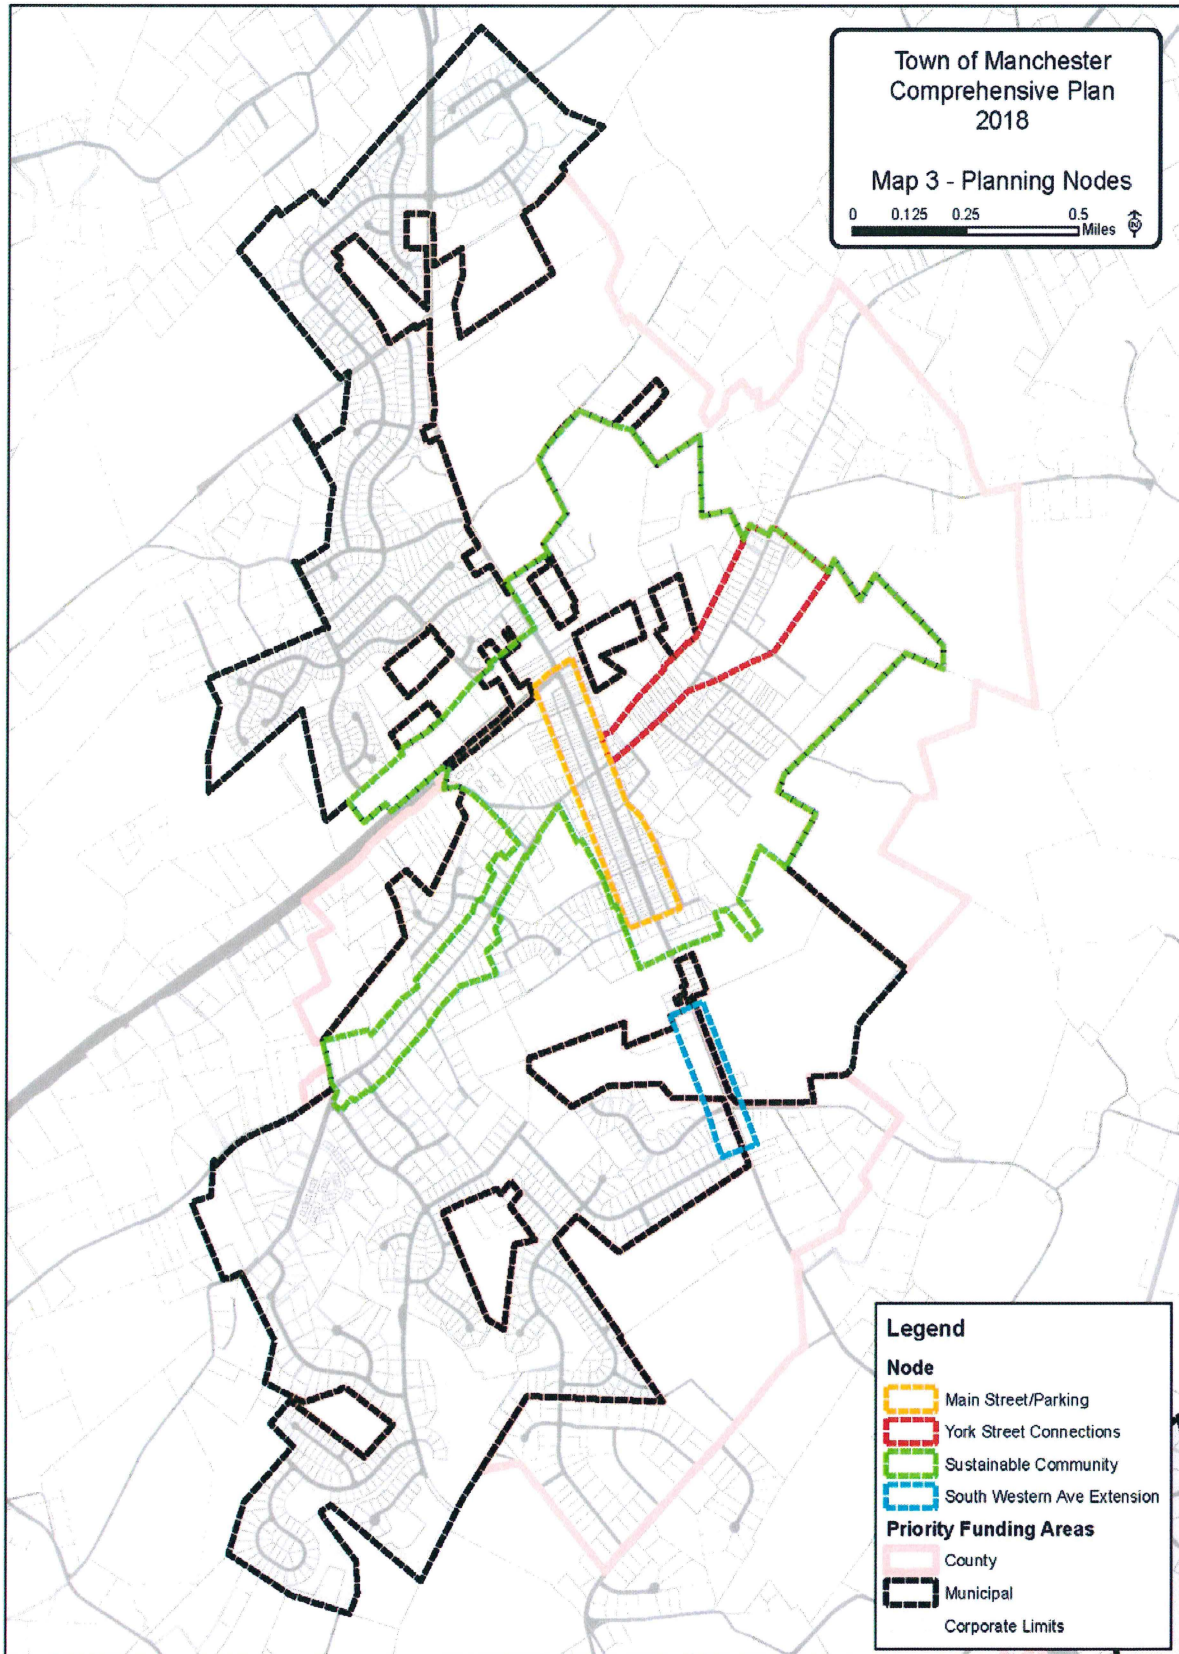 Town of Manchester
Comprehensive Plan
2018
Map 3 - Planning Nodes
0 0.125 0.25 0.5
Miles
N
Legend
Node
Main Street/Parking
York Street Connections
Sustainable Community
South Western Ave Extension
Priority Funding Areas
County
Municipal
Corporate Limits